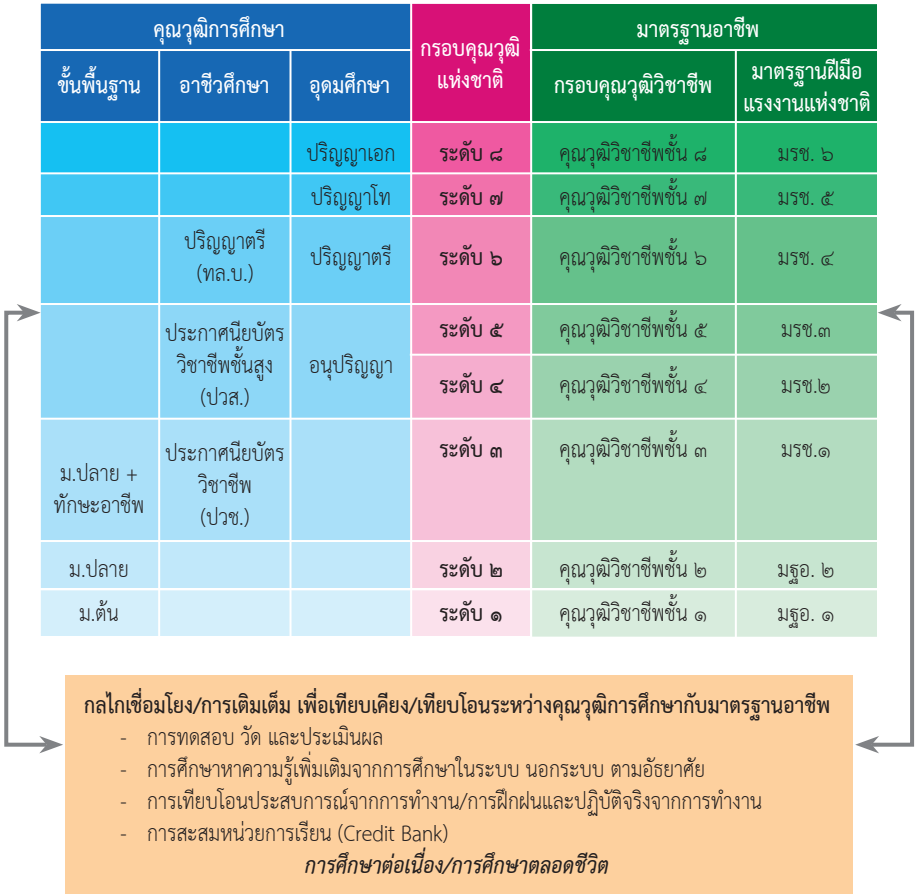 คุณวุฒิการศึกษา
กรอบคุณวุฒิ
แห่งชาติ
มาตรฐานอาชีพ
ขั้นพื้นฐาน
อาชีวศึกษา
อุดมศึกษา
กรอบคุณวุฒิวิชาชีพ
มาตรฐานฝีมือ
แรงงานแห่งชาติ
ปริญญาเอก
ระดับ ๘
คุณวุฒิวิชาชีพชั้น ๘
มรช. ๖
ปริญญาโท
ระดับ ๗
คุณวุฒิวิชาชีพชั้น ๗
มรช. ๕
ปริญญาตรี
(ทล.บ.)
ปริญญาตรี
ระดับ ๖
คุณวุฒิวิชาชีพชั้น ๖
มรช. ๔
ประกาศนียบัตร
วิชาชีพชั้นสูง
(ปวส.)
อนุปริญญา
ระดับ ๕
คุณวุฒิวิชาชีพชั้น ๕
มรช.๓
ระดับ ๔
คุณวุฒิวิชาชีพชั้น ๔
มรช.๒
ม.ปลาย +
ทักษะอาชีพ
ประกาศนียบัตร
วิชาชีพ
(ปวช.)
ระดับ ๓
คุณวุฒิวิชาชีพชั้น ๓
มรช.๑
ม.ปลาย
ระดับ ๒
คุณวุฒิวิชาชีพชั้น ๒
มฐอ. ๒
ม.ต้น
ระดับ ๑
คุณวุฒิวิชาชีพชั้น ๑
มฐอ. ๑
กลไกเชื่อมโยง/การเติมเต็ม เพื่อเทียบเคียง/เทียบโอนระหว่างคุณวุฒิการศึกษากับมาตรฐานอาชีพ
- การทดสอบ วัด และประเมินผล
- การศึกษาหาความรู้เพิ่มเติมจากการศึกษาในระบบ นอกระบบ ตามอัธยาศัย
- การเทียบโอนประสบการณ์จากการทำงาน/การฝึกฝนและปฏิบัติจริงจากการทำงาน
- การสะสมหน่วยการเรียน (Credit Bank)
การศึกษาต่อเนื่อง/การศึกษาตลอดชีวิต